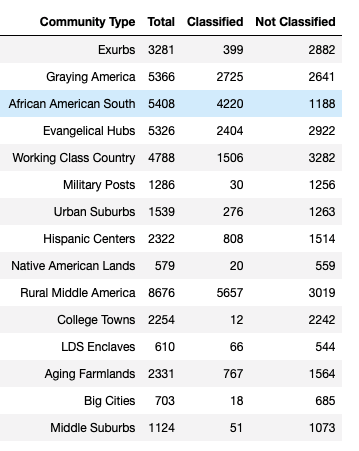 Community Type Total Classified Not Classified
Exurbs 3281 399 2882
Graying America 5366 2725 2641
African American South 5408 4220 1188
Evangelical Hubs 5326 2404 2922
Working Class Country 4788 1506 3282
Military Posts 1286 30 1256
Urban Suburbs 1539 276 1263
Hispanic Centers 2322 808 1514
Native American Lands 579 20 559
Rural Middle America 8676 5657 3019
College Towns 2254 12 2242
LDS Enclaves 610 66 544
Aging Farmlands 2331 767 1564
Big Cities 703 18 685
Middle Suburbs 1124 51 1073